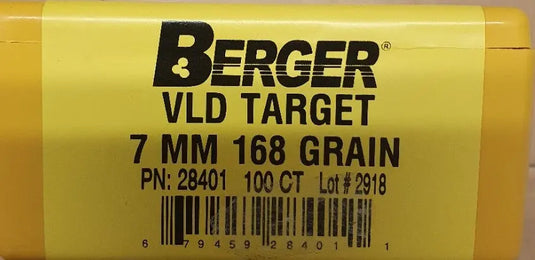 BERGER®
VLD TARGET
7 MM 168 GRAIN
PN: 28401 100 CT Lot # 2918
6 79459 28401 1